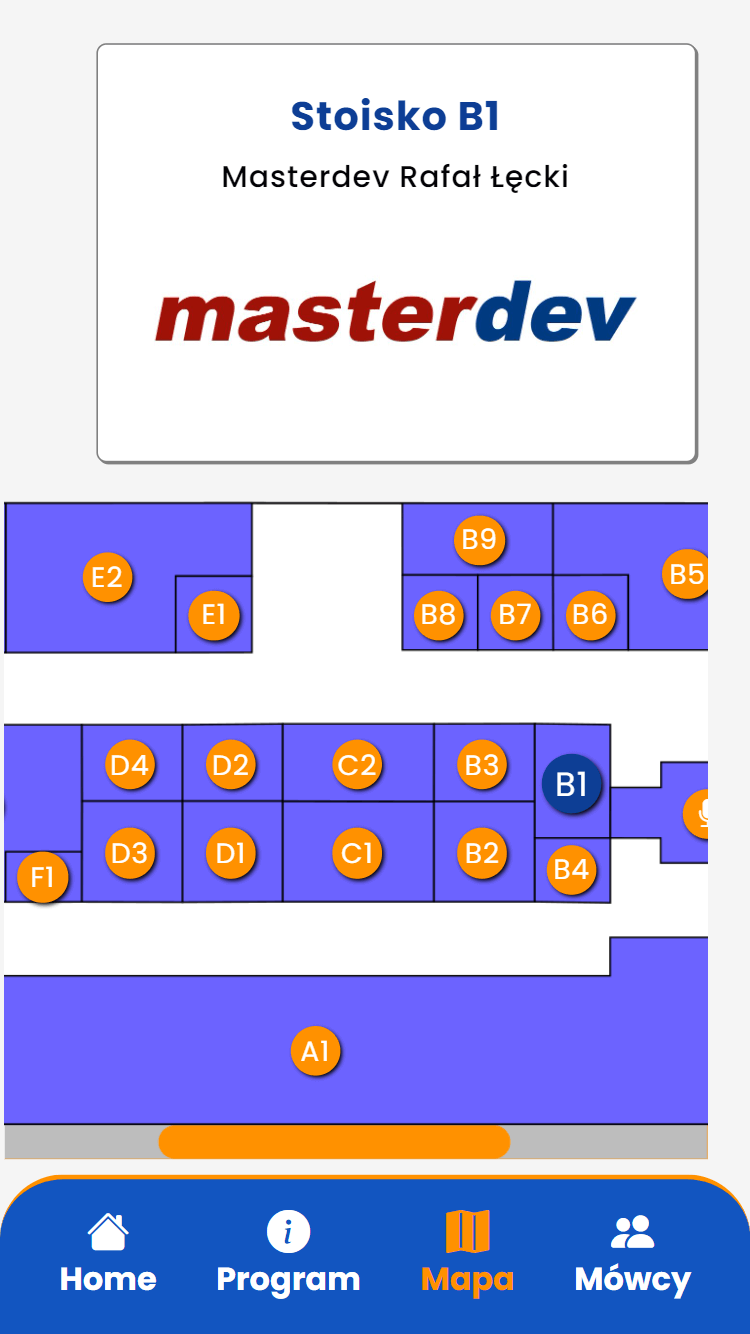 Stoisko B1
Masterdev Rafał Łęcki
masterdev
B9
E2
B5
E1
B8
B7
B6
D4
D2
C2
B3
B1
D3
D1
C1
B2
B4
F1
A1
Home
Program
Mapa
Mówcy